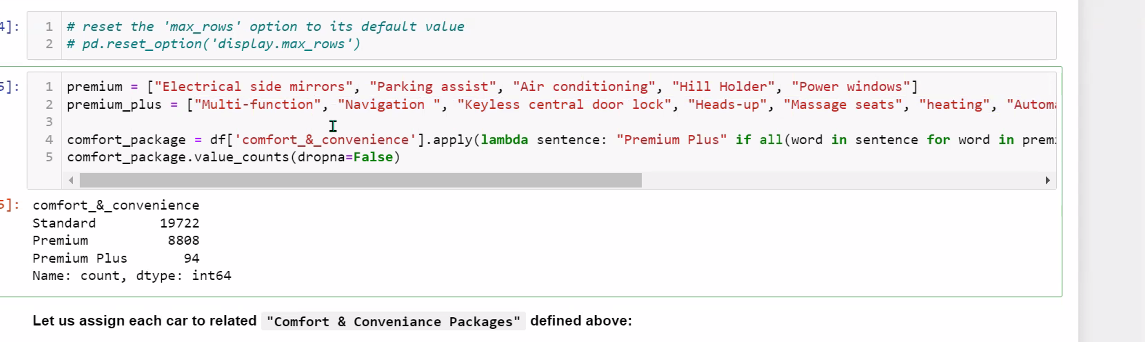 4]:
1 # reset the 'max_rows' option to its default value
2 # pd.reset_option('display.max_rows')
5]:
1 premium = ["Electrical side mirrors", "Parking assist", "Air conditioning", "Hill Holder", "Power windows"]
2 premium_plus = ["Multi-function", "Navigation ", "Keyless central door lock", "Heads-up", "Massage seats", "heating", "Autom
3
4 comfort_package = df['comfort_&_convenience'].apply(lambda sentence: "Premium Plus" if all(word in sentence for word in prem
5 comfort_package.value_counts(dropna=False)
5]: comfort_&_convenience
Standard 19722
Premium 8808
Premium Plus 94
Name: count, dtype: int64
Let us assign each car to related "Comfort & Conveniance Packages" defined above: